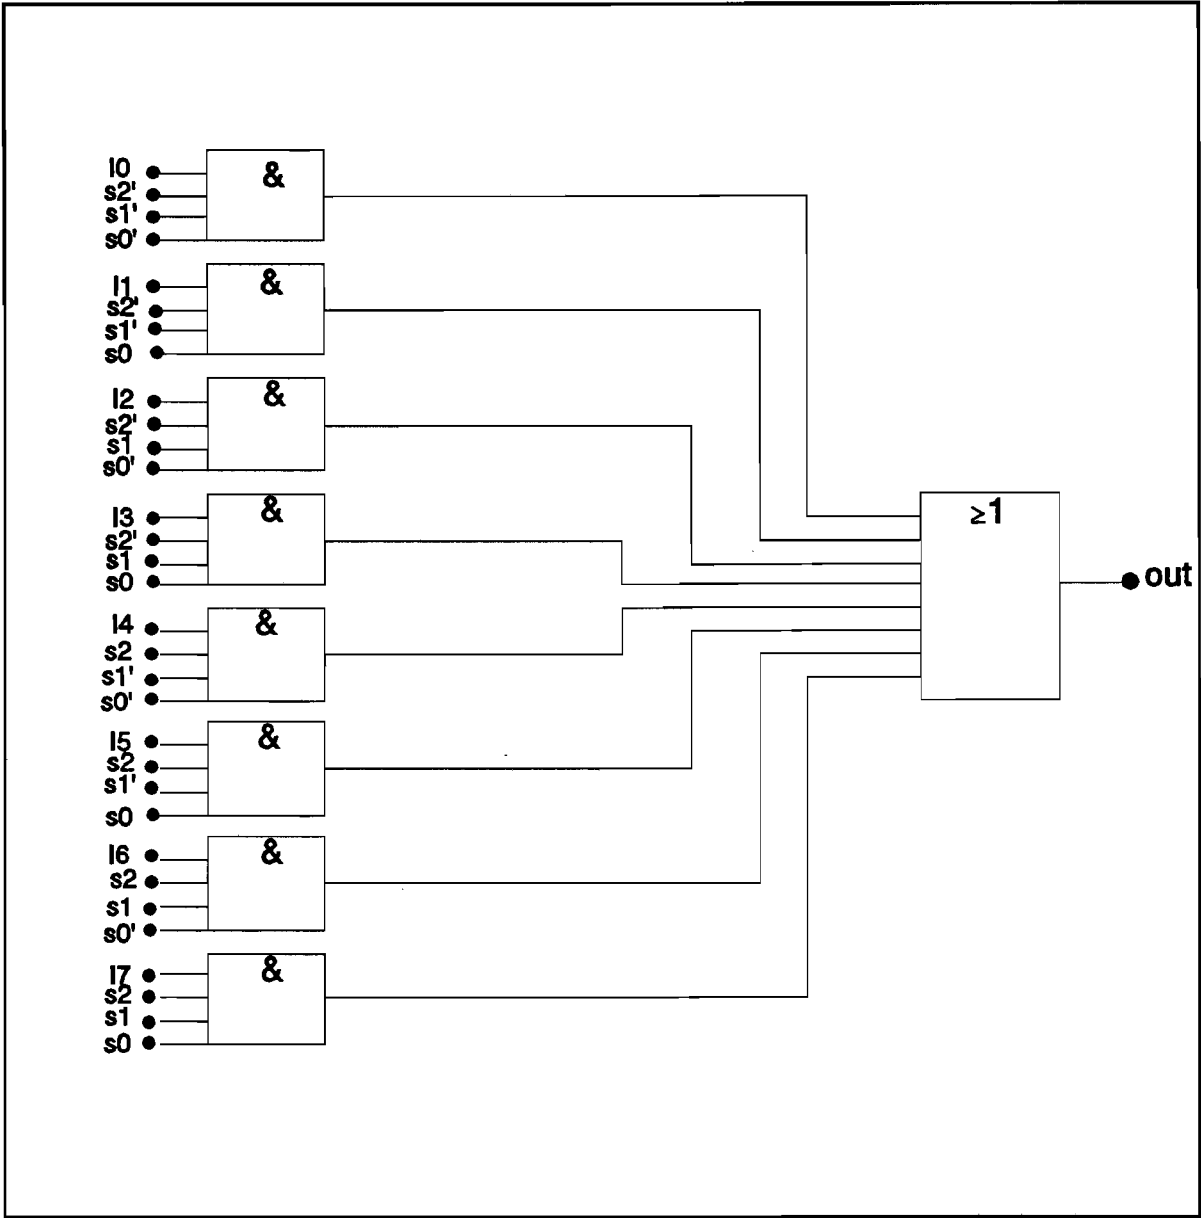 I0
&
s2'
s1'
s0'
I1
&
s2'
s1'
s0
I2
&
s2'
s1
s0'
I3
&
s2'
s1
s0
≥1
out
I4
&
s2
s1'
s0'
I5
&
s2
s1'
s0
I6
&
s2
s1
s0'
I7
&
s2
s1
s0